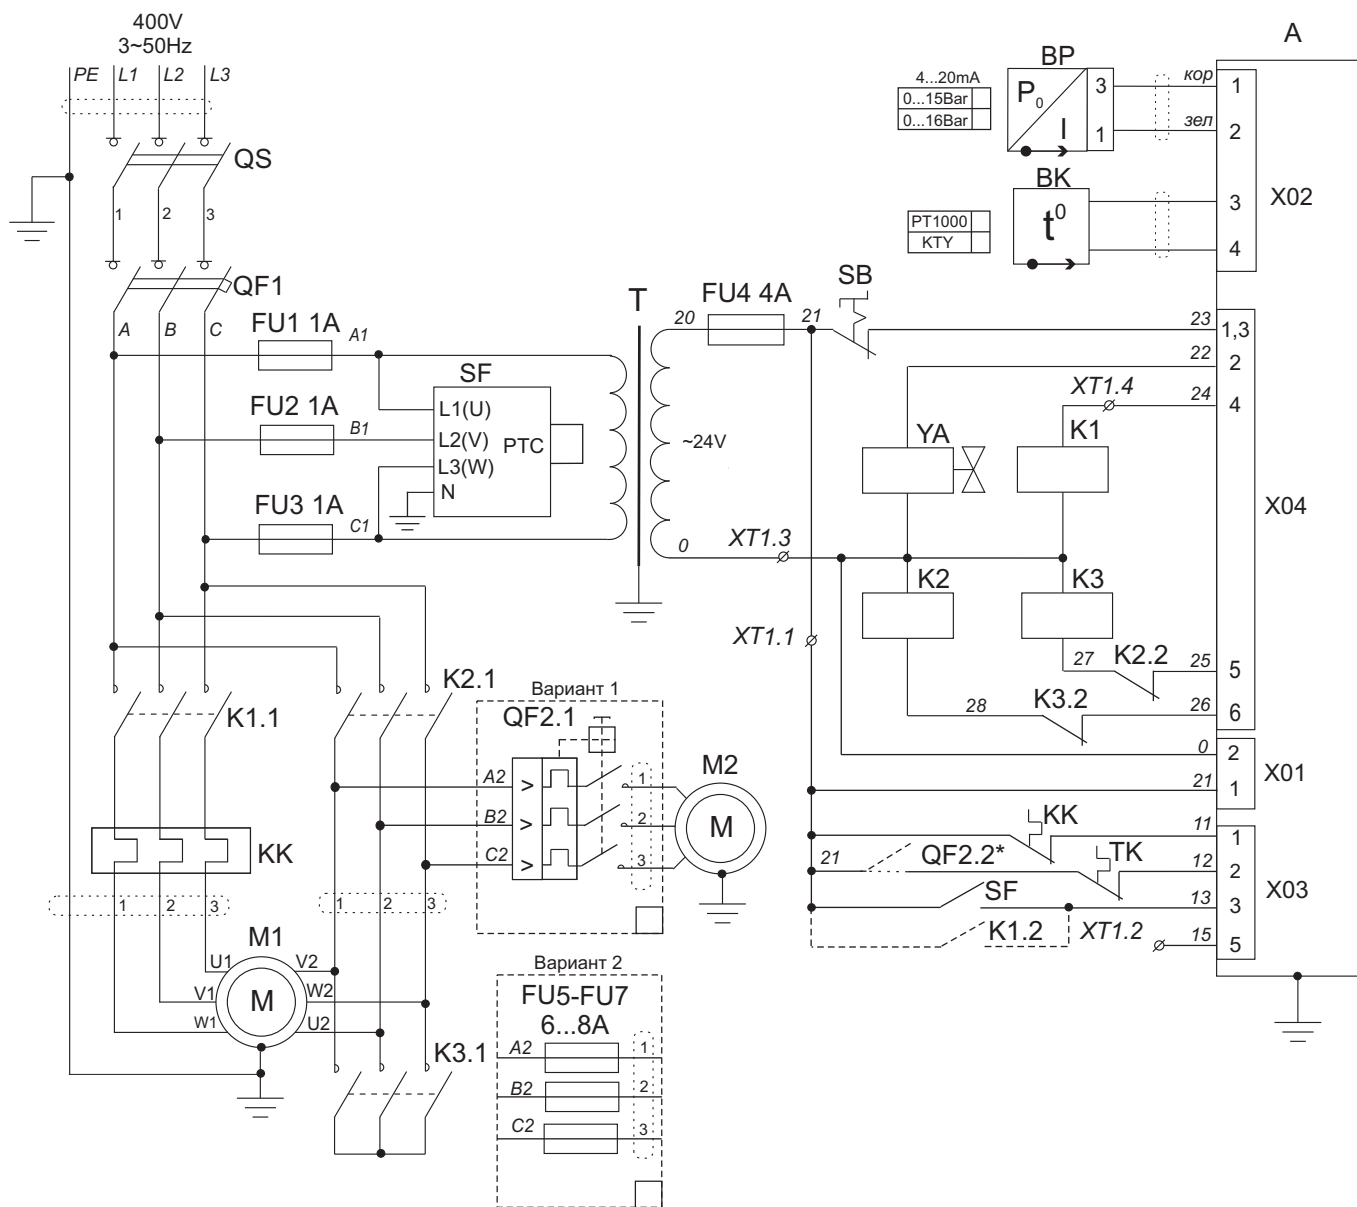 400V
3~50Hz
A
PE L1 L2 L3
BP
4...20mA
0...15Bar
0...16Bar
P0
I
3
1
кор
зел
1
2
QS
BK
PT1000
KTY
t0
3
4
X02
1 2 3
QF1
A B C
FU1 1A
A1
T
20
FU4 4A
21
SB
23
1,3
22
2
XT1.4
24
4
SF
L1(U)
L2(V)
L3(W)
N
PTC
FU2 1A
B1
~24V
YA
K1
FU3 1A
C1
X04
0
XT1.3
K2
K3
XT1.1
27
K2.2
25
5
28
K3.2
26
6
K1.1
K2.1
Вариант 1
QF2.1
A2
B2
C2
>
>
>
1
2
3
M2
M
0
2
21
1
X01
KK
1 2 3
1 2 3
KK
11
1
21
QF2.2*
TK
12
2
SF
13
3
X03
K1.2
XT1.2
15
5
M1
M
U1
V1
W1
V2
W2
U2
K3.1
Вариант 2
FU5-FU7
6...8A
A2
1
B2
2
C2
3